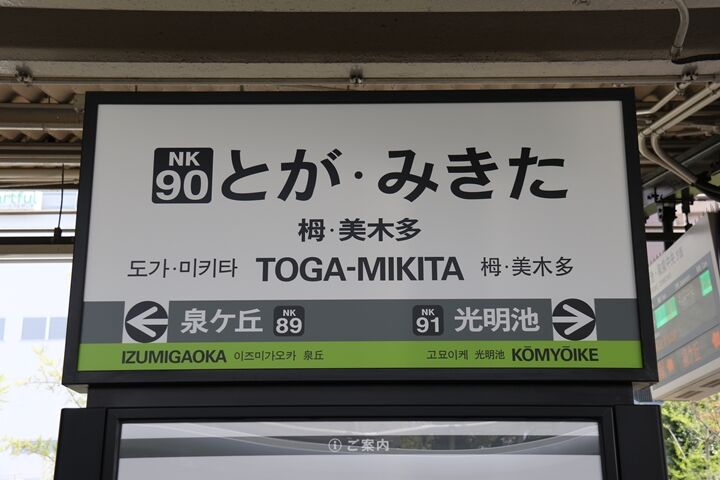 NK
90 とが・みきた
栂・美木多
도가·미키타 TOGA-MIKITA 栂·美木多
泉ケ丘 NK 89 NK 91 光明池
IZUMIGAOKA 이즈미가오카 泉丘 고묘이케 光明池 KŌMYŌIKE
ご案内